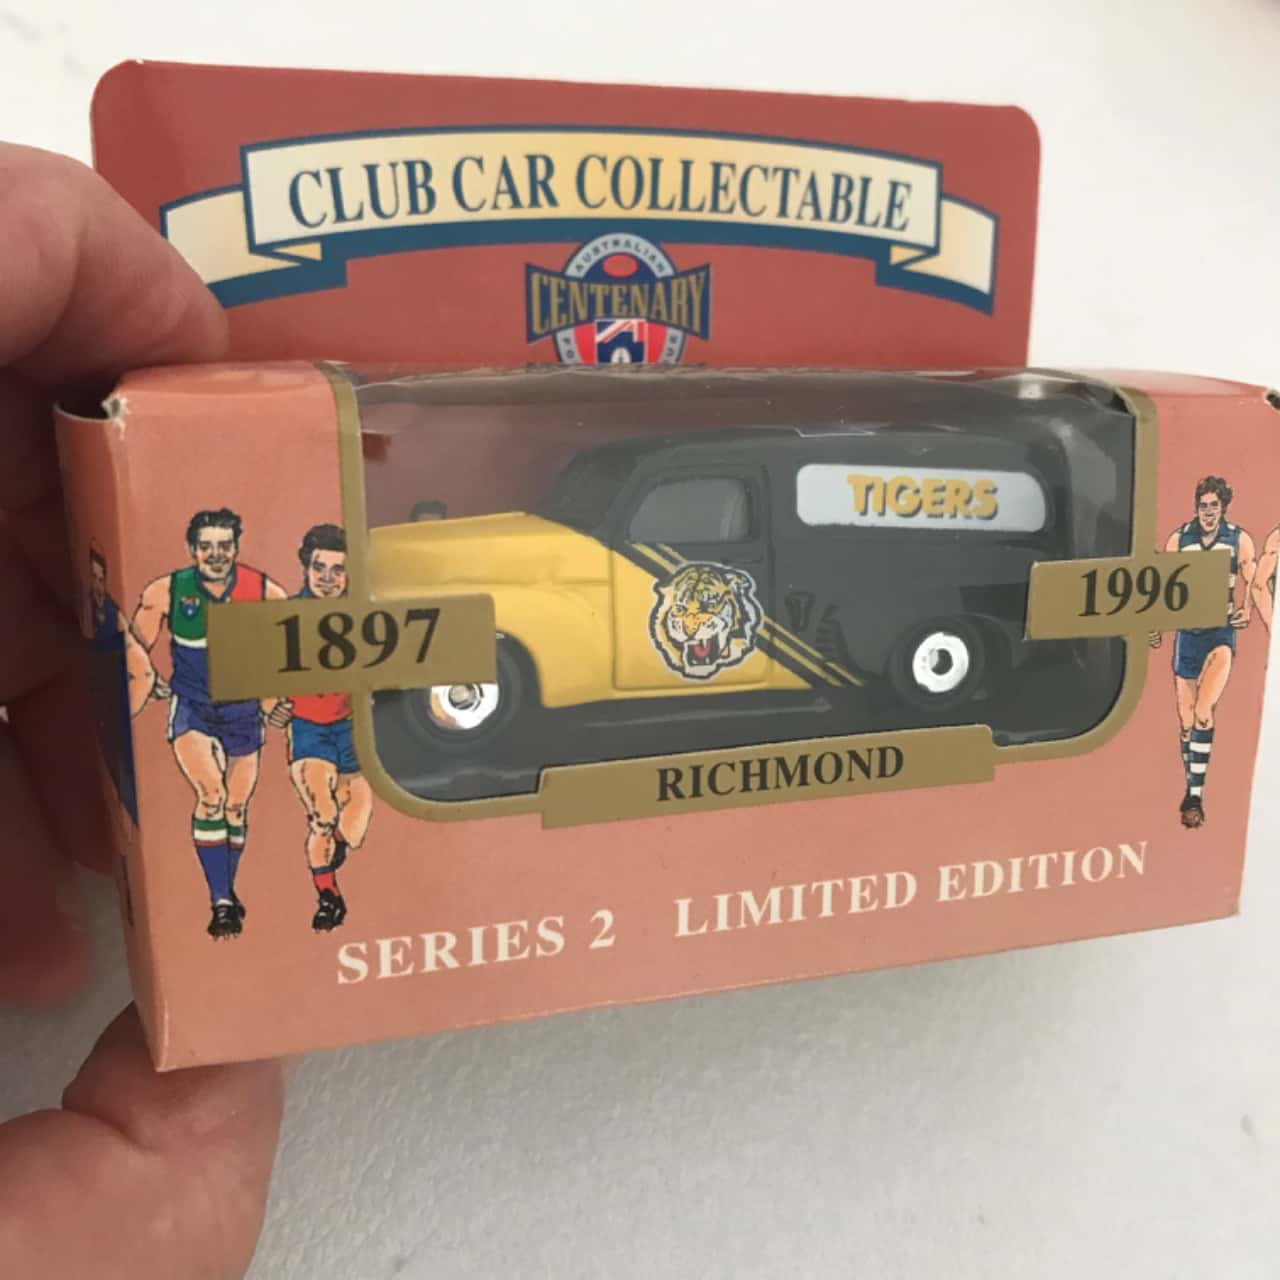 CLUB CAR COLLECTABLE
AUSTRALIAN
CENTENARY
TIGERS
1897
1996
RICHMOND
SERIES 2 LIMITED EDITION